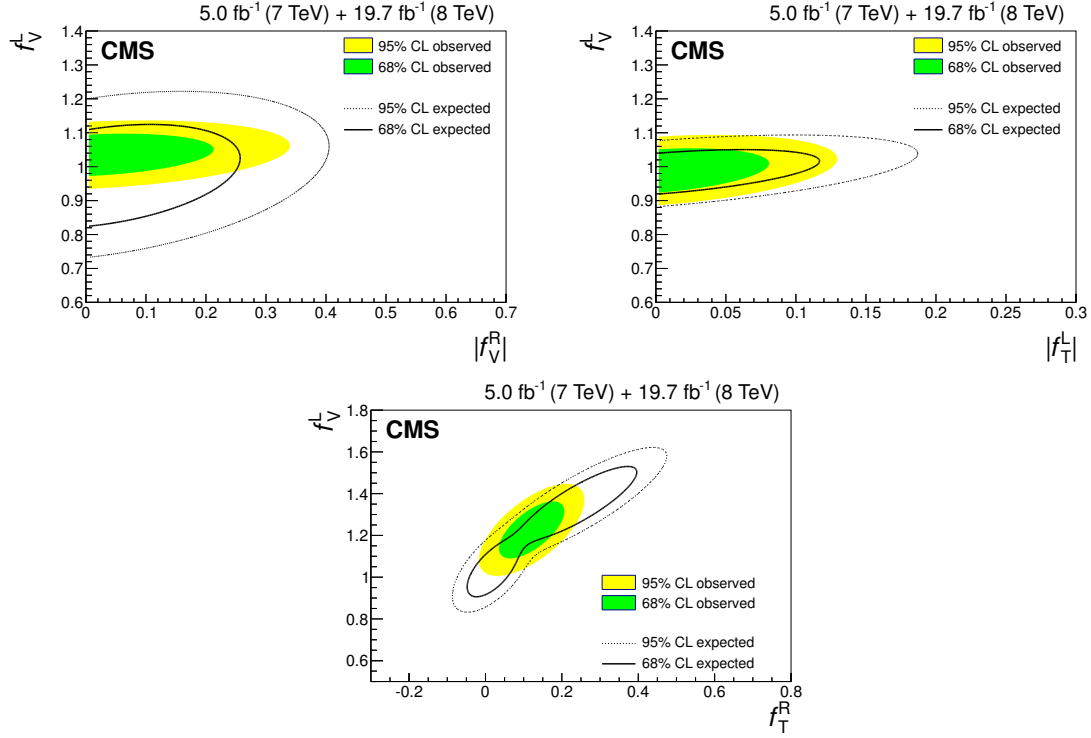 5.0 fb⁻¹ (7 TeV) + 19.7 fb⁻¹ (8 TeV)
CMS
95% CL observed
68% CL observed
95% CL expected
68% CL expected
f_V^L
1.4
1.3
1.2
1.1
1
0.9
0.8
0.7
0.6
0 0.1 0.2 0.3 0.4 0.5 0.6 0.7
|f_V^R|
5.0 fb⁻¹ (7 TeV) + 19.7 fb⁻¹ (8 TeV)
CMS
95% CL observed
68% CL observed
95% CL expected
68% CL expected
f_V^L
1.4
1.3
1.2
1.1
1
0.9
0.8
0.7
0.6
0 0.05 0.1 0.15 0.2 0.25 0.3
|f_T^L|
5.0 fb⁻¹ (7 TeV) + 19.7 fb⁻¹ (8 TeV)
CMS
f_V^L
1.8
1.6
1.4
1.2
1
0.8
0.6
95% CL observed
68% CL observed
95% CL expected
68% CL expected
-0.2 0 0.2 0.4 0.6 0.8
f_T^R